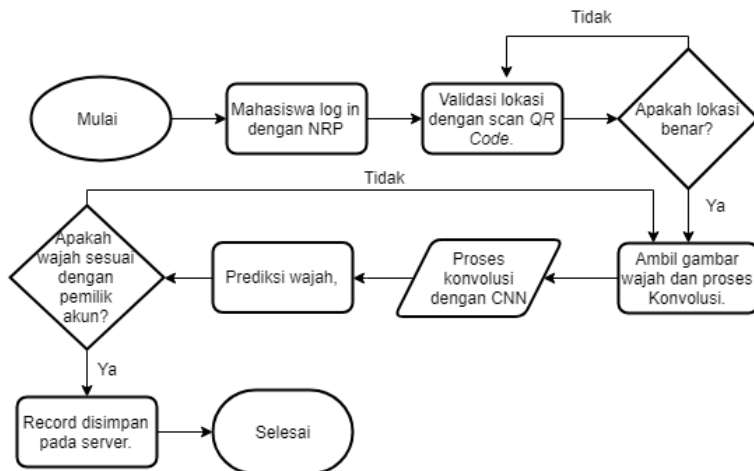 Tidak
Mulai
Mahasiswa log in
dengan NRP
Validasi lokasi
dengan scan QR
Code.
Apakah lokasi
benar?
Tidak
Ya
Apakah
wajah sesuai
dengan
pemilik
akun?
Prediksi wajah,
Proses
konvolusi
dengan CNN
Ambil gambar
wajah dan proses
Konvolusi.
Ya
Record disimpan
pada server.
Selesai